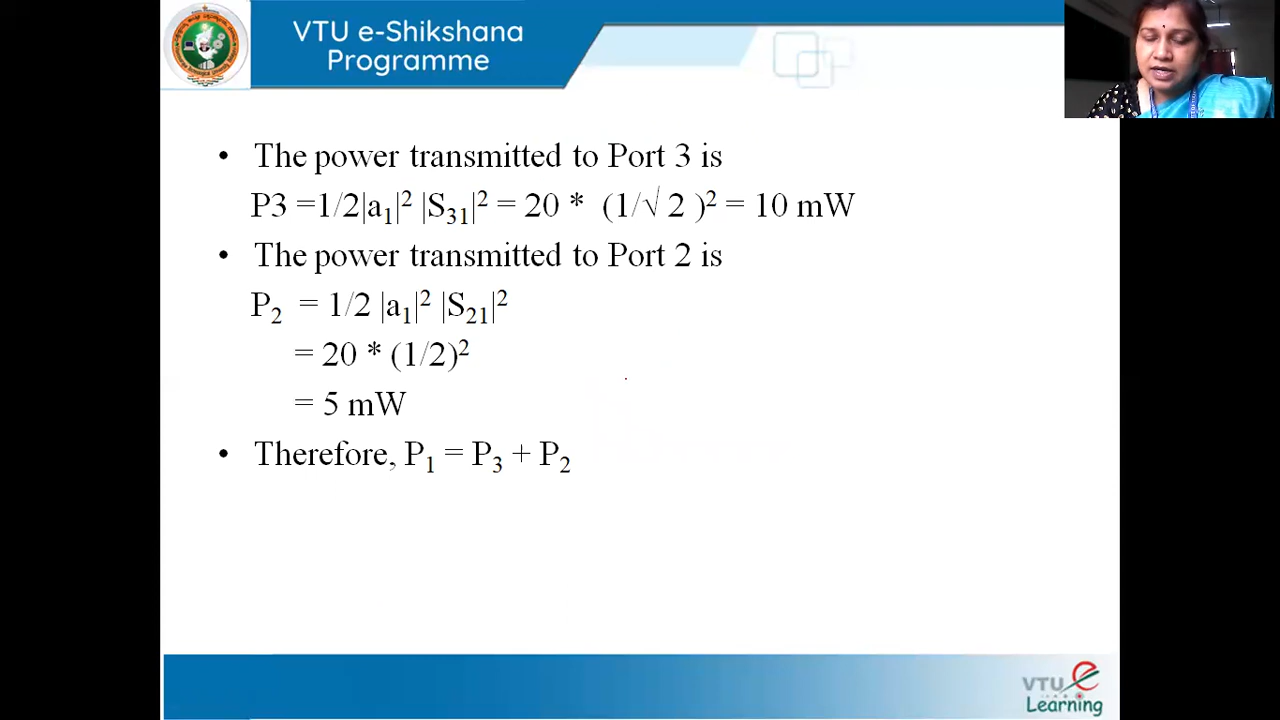 VTU e-Shikshana
Programme
• The power transmitted to Port 3 is
P3 =1/2|a₁|² |S₃₁|² = 20 * (1/√ 2 )² = 10 mW
• The power transmitted to Port 2 is
P₂ = 1/2 |a₁|² |S₂₁|²
= 20 * (1/2)²
= 5 mW
• Therefore, P₁ = P₃ + P₂
VTU e
Learning